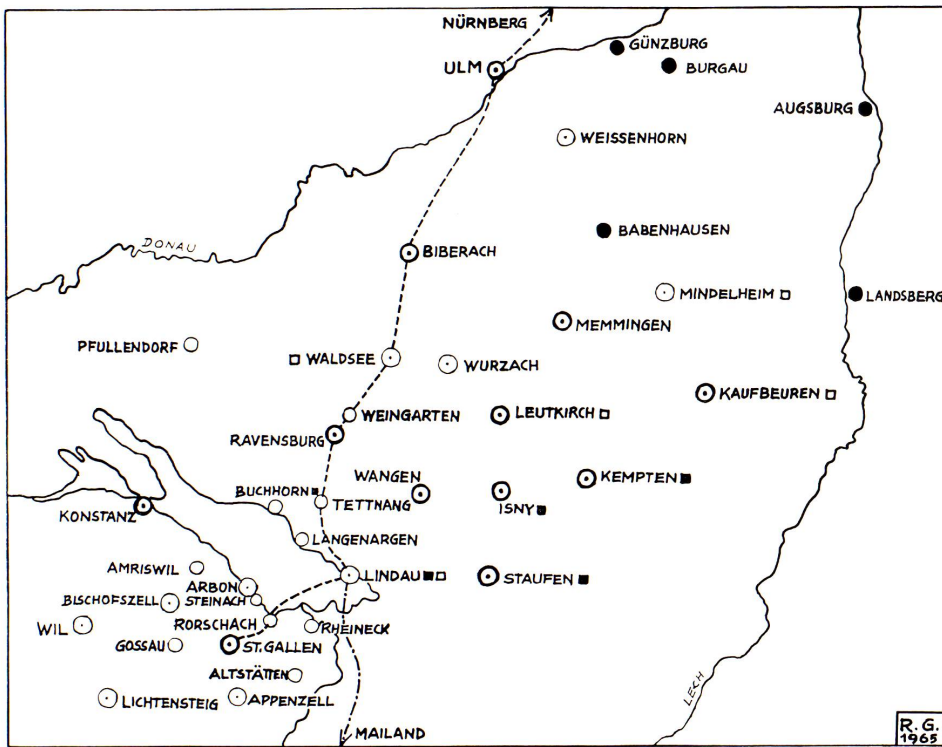 NÜRNBERG
ULM
GÜNZBURG
BURGAU
AUGSBURG
WEISSENHORN
BABENHAUSEN
DONAU
BIBERACH
MINDELHEIM
LANDSBERG
MEMMINGEN
PFULLENDORF
WALDSEE
WURZACH
KAUFBEUREN
WEINGARTEN
LEUTKIRCH
RAVENSBURG
WANGEN
KEMPTEN
BUCHHORN
TETTNANG
ISNY
KONSTANZ
LANGENARGEN
AMRISWIL
LINDAU
STAUFEN
ARBON
BISCHOFSZELL
STEINACH
RORSCHACH
RHEINECK
WIL
GOSSAU
ST.GALLEN
ALTSTÄTTEN
LICHTENSTEIG
APPENZELL
LECH
MAILAND
R.G.
1965